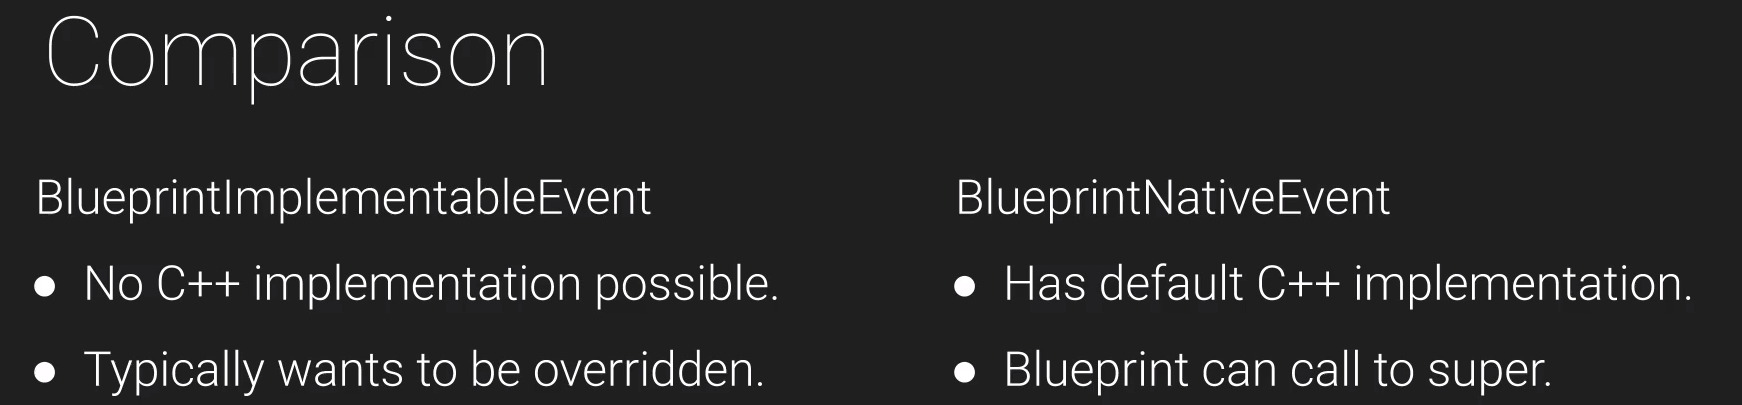 Comparison
BlueprintImplementableEvent
● No C++ implementation possible.
● Typically wants to be overridden.
BlueprintNativeEvent
● Has default C++ implementation.
● Blueprint can call to super.